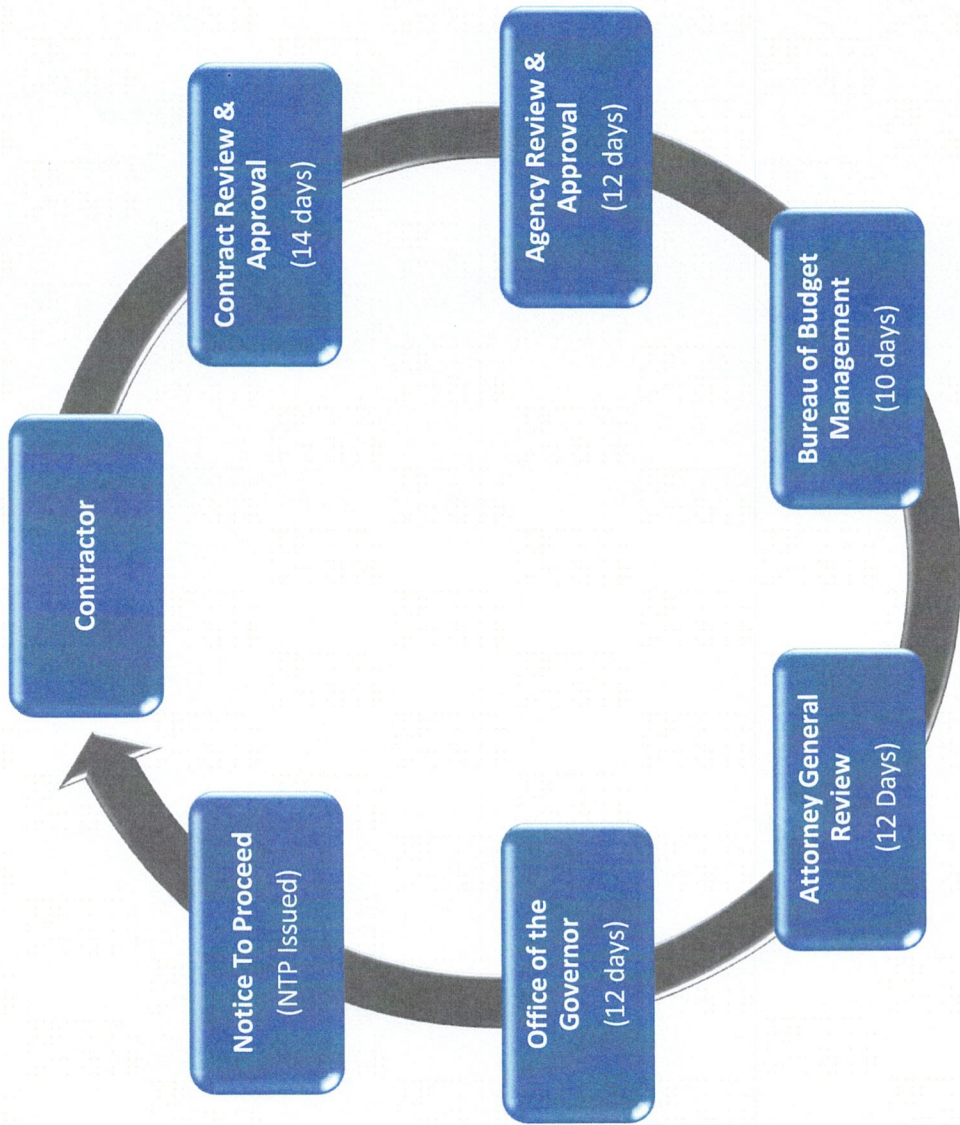 Contractor
Contract Review &
Approval
(14 days)
Agency Review &
Approval
(12 days)
Bureau of Budget
Management
(10 days)
Attorney General
Review
(12 Days)
Office of the
Governor
(12 days)
Notice To Proceed
(NTP Issued)